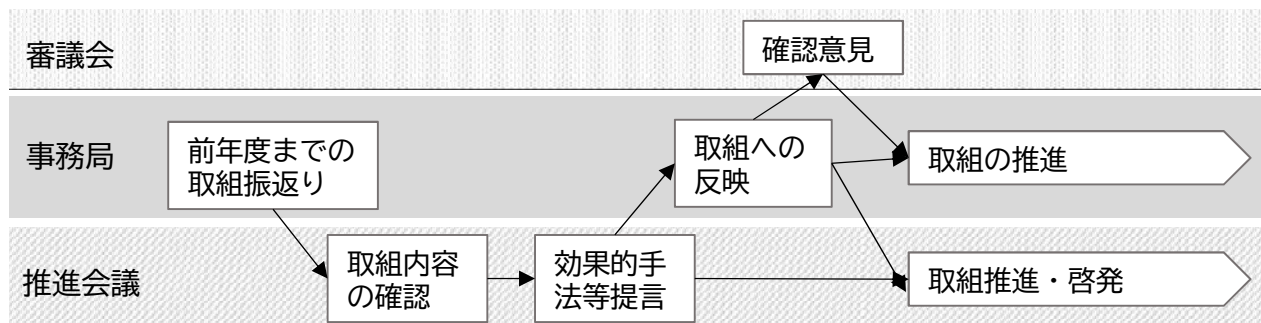 審議会
確認意見
事務局
前年度までの
取組振返り
取組への
反映
取組の推進
推進会議
取組内容
の確認
効果的手
法等提言
取組推進・啓発